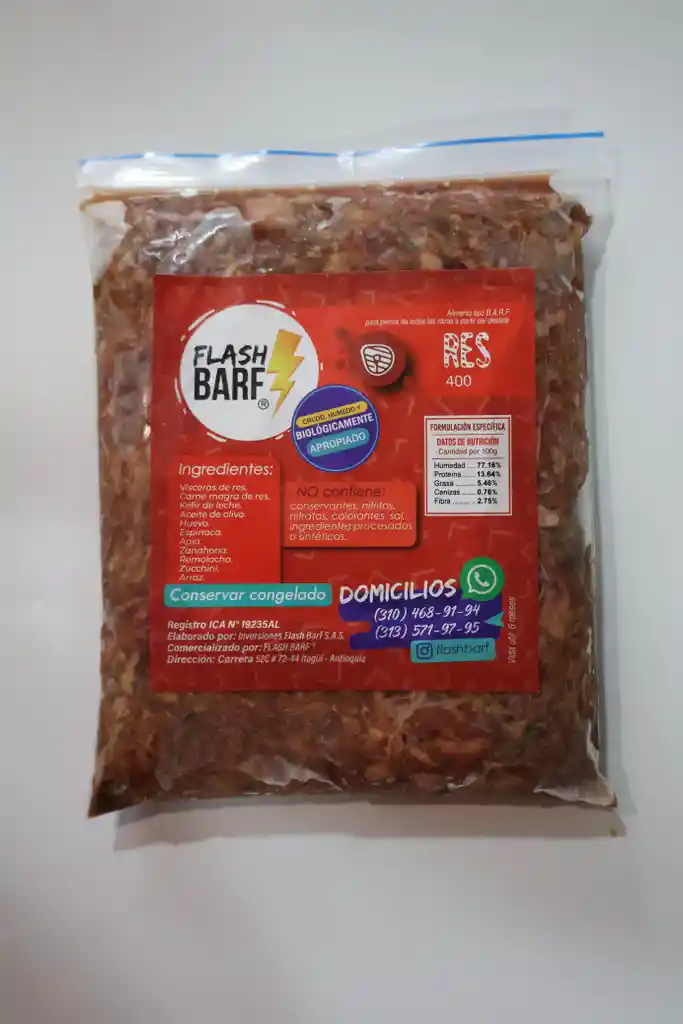 FLASH
BARF®
Alimento tipo B.A.R.F
para perros de todas las razas a partir del destete
RES
400
CRUDO, HUMEDO Y
BIOLÓGICAMENTE
APROPIADO
FORMULACIÓN ESPECÍFICA
DATOS DE NUTRICIÓN
Cantidad por 100g
Humedad ..... 77.16%
Proteina ..... 13.64%
Grasa ..... 5.46%
Cenizas ..... 0.76%
Fibra ..... 2.75%
Ingredientes:
Vísceras de res.
Carne magra de res.
Kefir de leche.
Aceite de oliva.
Huevo.
Espinaca.
Apio.
Zanahoria.
Remolacha.
Zucchini.
Arroz.
NO contiene:
conservantes, nitritos,
nitratos, colorantes, sal,
ingredientes procesados
o sintéticos.
Conservar congelado
DOMICILIOS
(310) 468-91-94
(313) 571-97-95
flashbarf
Vida útil 6 meses
Registro ICA N° 19235AL
Elaborado por: Inversiones Flash Barf S.A.S.
Comercializado por: FLASH BARF
Dirección: Carrera 52C # 72-44 Itagüí - Antioquia